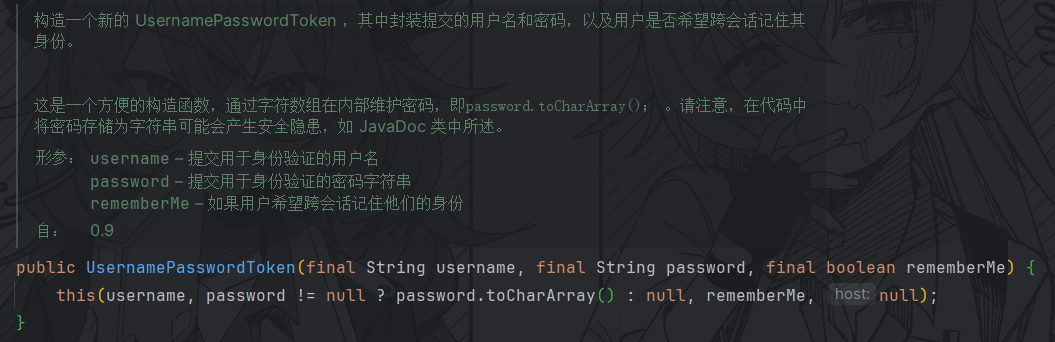 构造一个新的 UsernamePasswordToken ，其中封装提交的用户名和密码，以及用户是否希望跨会话记住其
身份。
这是一个方便的构造函数，通过字符数组在内部维护密码，即password.toCharArray(); 。请注意，在代码中
将密码存储为字符串可能会产生安全隐患，如 JavaDoc 类中所述。
形参： username – 提交用于身份验证的用户名
password – 提交用于身份验证的密码字符串
rememberMe – 如果用户希望跨会话记住他们的身份
自： 0.9
public UsernamePasswordToken(final String username, final String password, final boolean rememberMe) {
this(username, password != null ? password.toCharArray() : null, rememberMe, host: null);
}